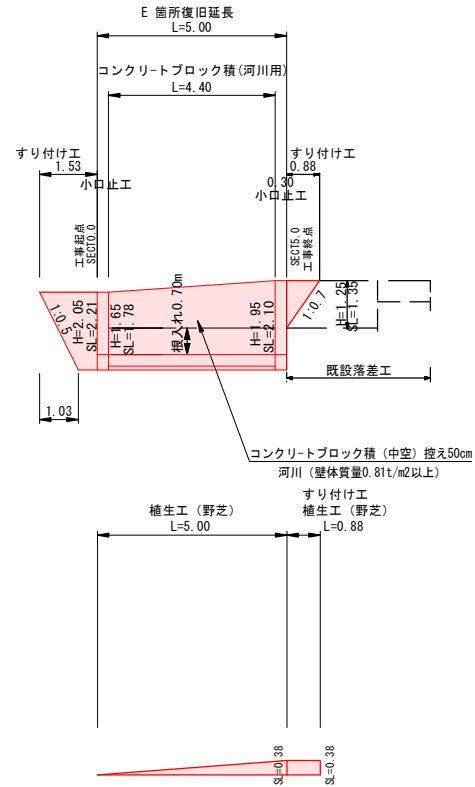 E 箇所復旧延長
L=5.00
コンクリートブロック積(河川用)
L=4.40
すり付け工
1.53
小口止工
すり付け工
0.88
0.30
小口止工
工事起点
SECT0.0
SECT5.0
工事終点
1:0.5
H=2.05
SL=2.21
H=1.65
SL=1.78
根入れ0.70m
H=1.95
SL=2.10
1:0.7
H=1.25
SL=1.35
既設落差工
1.03
コンクリートブロック積（中空）控え50cm
河川（壁体質量0.81t/m2以上）
植生工（野芝）
L=5.00
すり付け工
植生工（野芝）
L=0.88
SL=0.38
SL=0.38